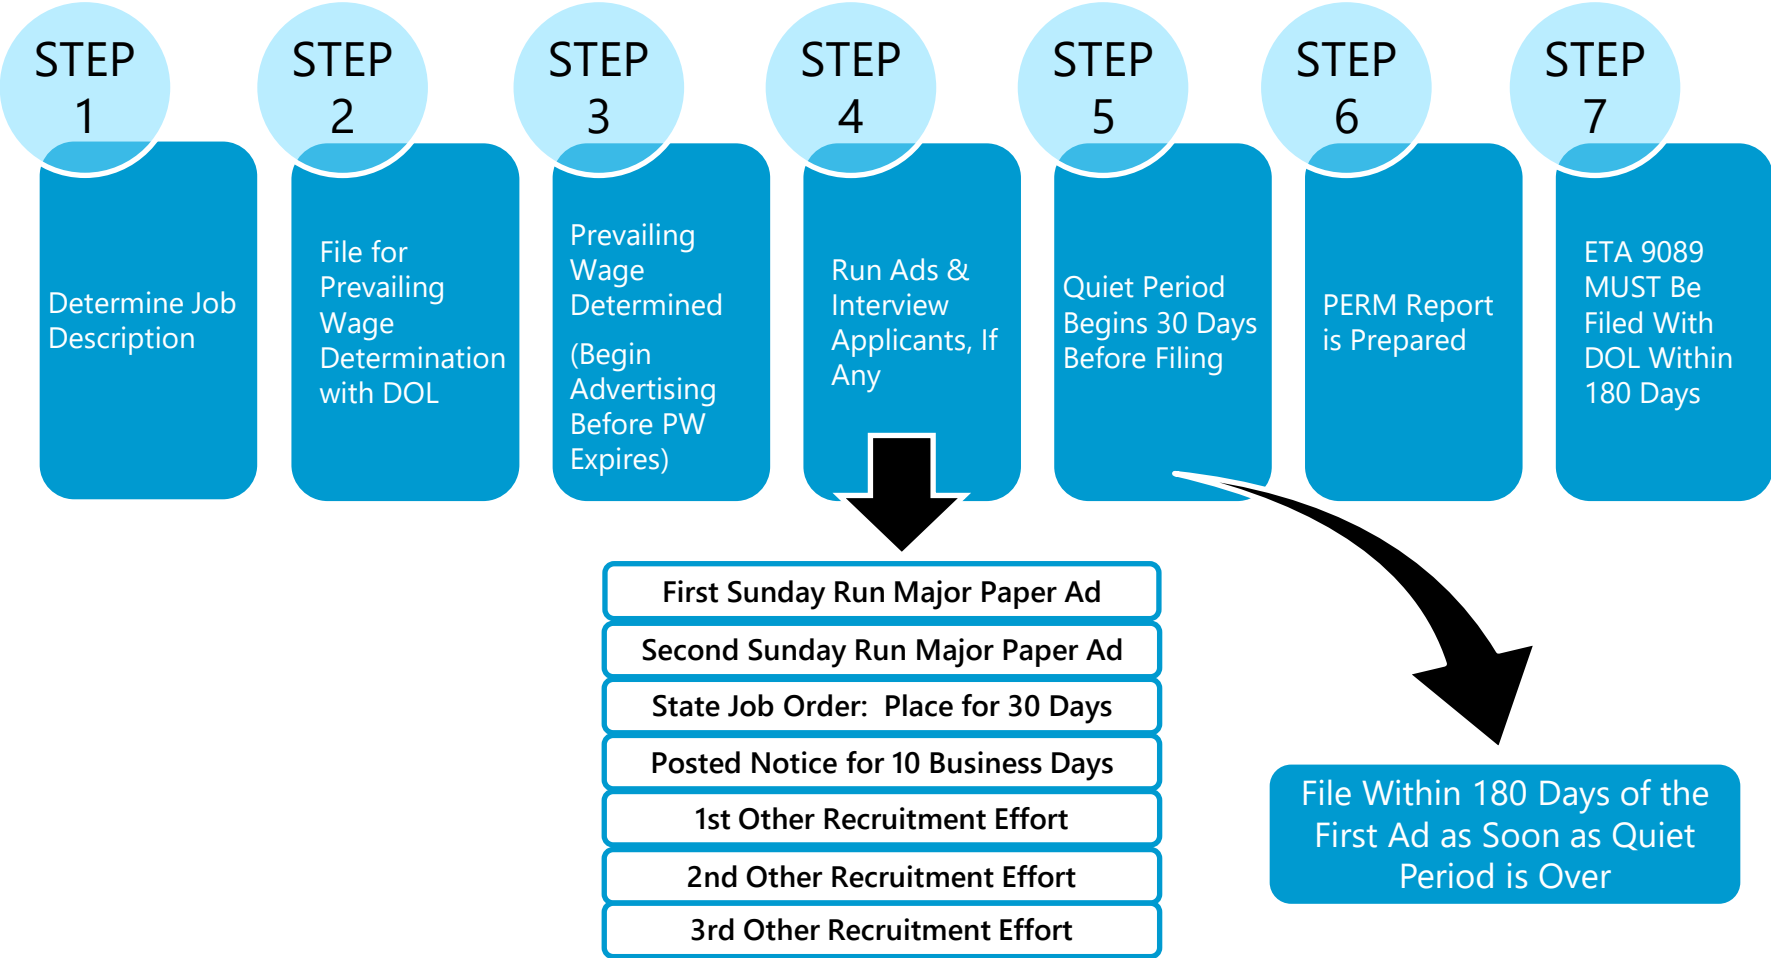 STEP
1
STEP
2
STEP
3
STEP
4
STEP
5
STEP
6
STEP
7
Determine Job
Description
File for
Prevailing
Wage
Determination
with DOL
Prevailing
Wage
Determined
(Begin
Advertising
Before PW
Expires)
Run Ads &
Interview
Applicants, If
Any
Quiet Period
Begins 30 Days
Before Filing
PERM Report
is Prepared
ETA 9089
MUST Be
Filed With
DOL Within
180 Days
First Sunday Run Major Paper Ad
Second Sunday Run Major Paper Ad
State Job Order:  Place for 30 Days
Posted Notice for 10 Business Days
1st Other Recruitment Effort
2nd Other Recruitment Effort
3rd Other Recruitment Effort
File Within 180 Days of the
First Ad as Soon as Quiet
Period is Over